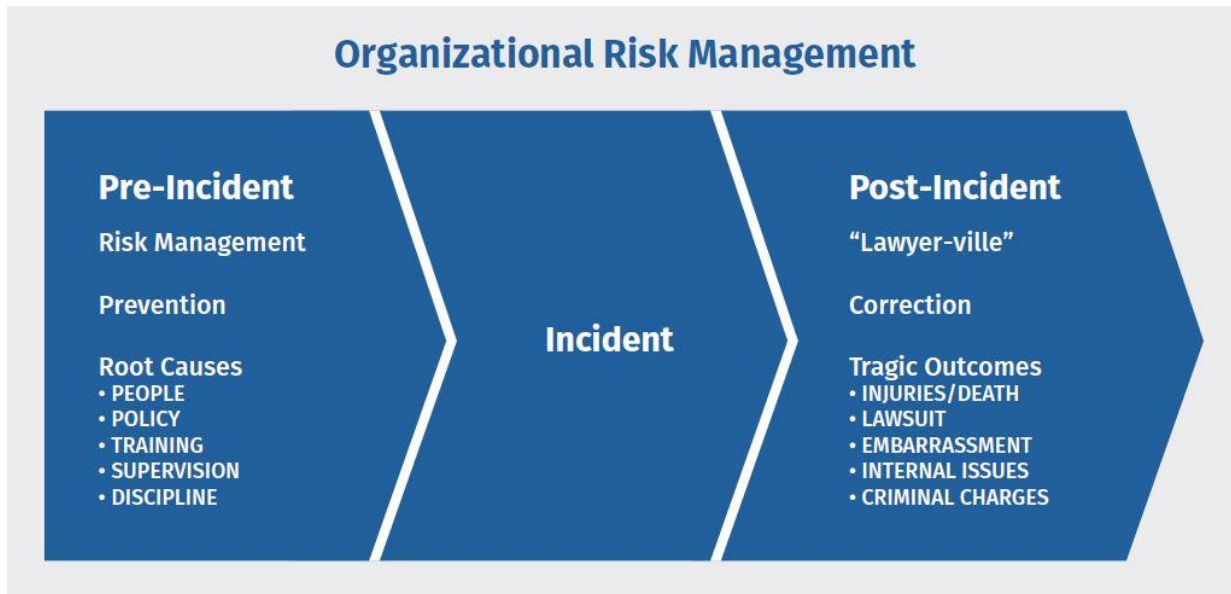 Organizational Risk Management
Pre-Incident
Risk Management
Prevention
Root Causes
• PEOPLE
• POLICY
• TRAINING
• SUPERVISION
• DISCIPLINE
Incident
Post-Incident
“Lawyer-ville”
Correction
Tragic Outcomes
• INJURIES/DEATH
• LAWSUIT
• EMBARRASSMENT
• INTERNAL ISSUES
• CRIMINAL CHARGES